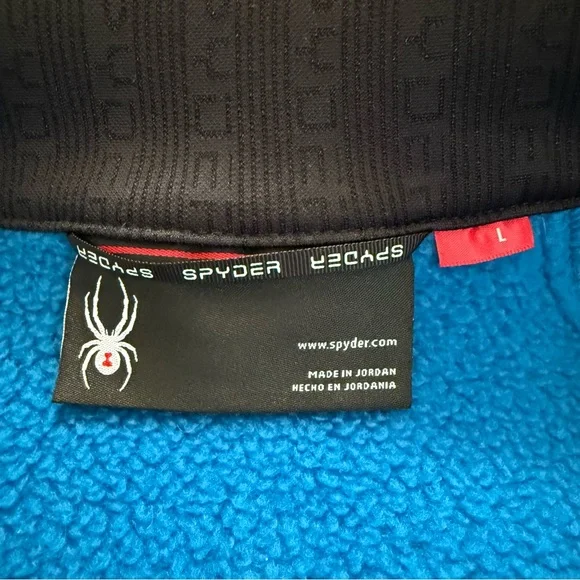 SPYDER SPYDER SPYDER
L
www.spyder.com
MADE IN JORDAN
HECHO EN JORDANIA